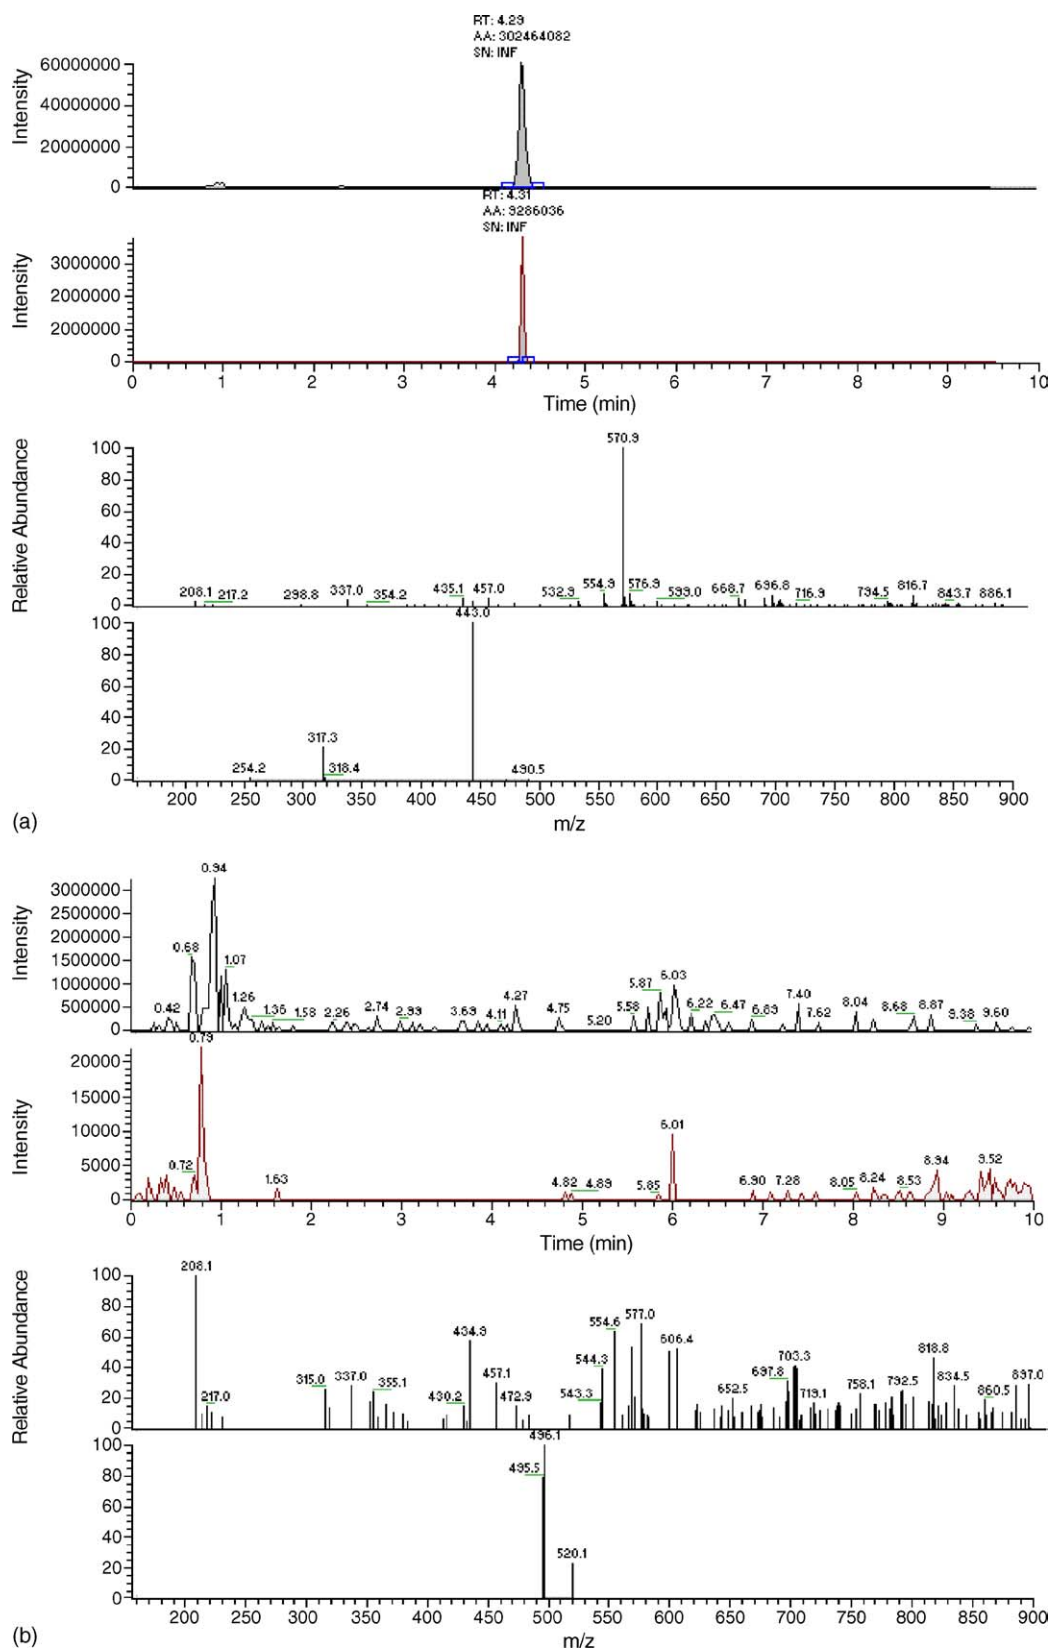 RT: 4.29
AA: 302464082
SN: INF
Intensity
60000000
40000000
20000000
0
RT: 4.31
AA: 9286036
SN: INF
Intensity
3000000
2000000
2000000
0
0 1 2 3 4 5 6 7 8 9 10
Time (min)
Relative Abundance
100
80
60
40
20
0
570.9
208.1 217.2 298.8 337.0 354.2 435.1 457.0 532.9 554.9 576.9 599.0 668.7 696.8 716.9 794.5 816.7 843.7 886.1
100
80
60
40
20
0
443.0
317.3
254.2 318.4 490.5
200 250 300 350 400 450 500 550 600 650 700 750 800 850 900
m/z
(a)
Intensity
3000000
2500000
2000000
1500000
1000000
500000
0
0.94
0.68 1.07
0.42 1.26 1.36 1.58 2.26 2.74 2.99 3.69 4.11 4.27 4.75 5.20 5.58 5.87 6.03 6.22 6.47 6.89 7.40 7.62 8.04 8.68 8.87 9.38 9.60
Intensity
20000
15000
10000
5000
0
0.79
0.72 1.63 4.82 4.89 5.85 6.01 6.90 7.28 8.05 8.24 8.53 8.94 9.52
0 1 2 3 4 5 6 7 8 9 10
Time (min)
Relative Abundance
100
80
60
40
20
0
208.1
217.0 315.0 337.0 355.1 430.2 434.9 457.1 472.9 543.3 544.3 554.6 577.0 606.4 652.5 697.8 703.3 719.1 758.1 792.5 818.8 834.5 860.5 897.0
100
80
60
40
20
0
496.1
495.5
520.1
200 250 300 350 400 450 500 550 600 650 700 750 800 850 900
m/z
(b)